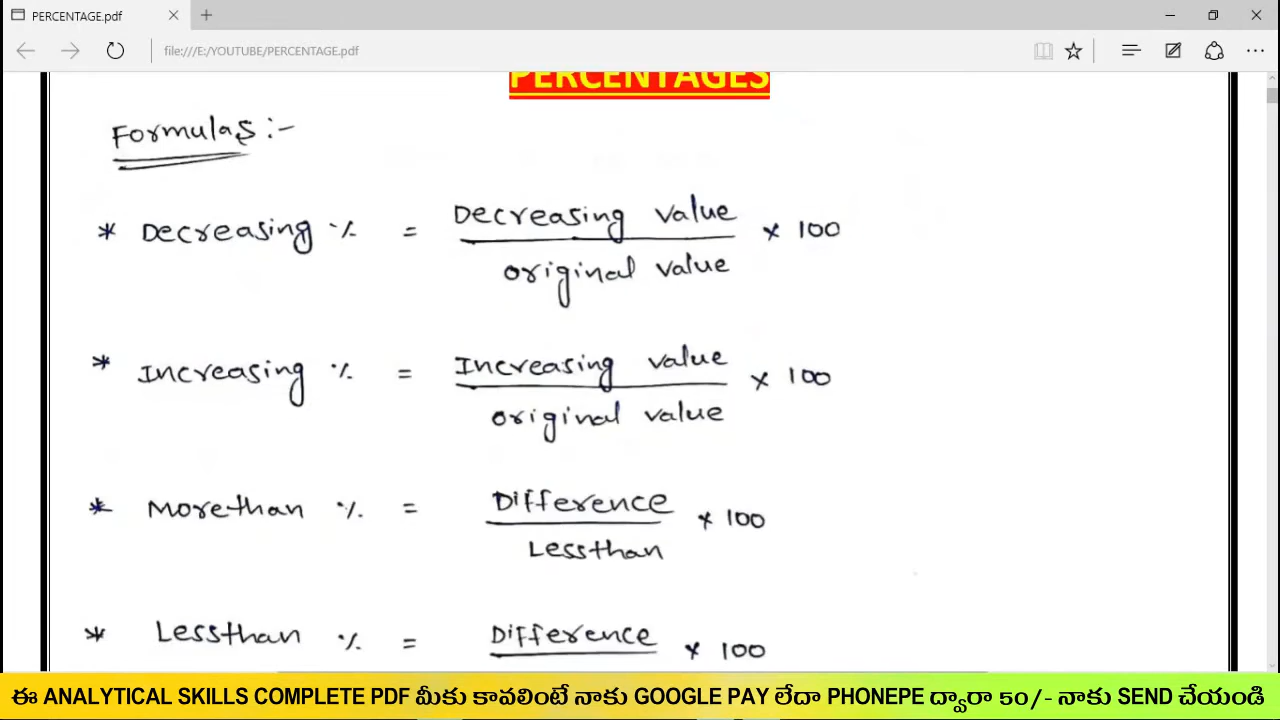 PERCENTAGE.pdf
file:///E:/YOUTUBE/PERCENTAGE.pdf
PERCENTAGES
Formulas :-
* Decreasing % = Decreasing value / original value × 100
* Increasing % = Increasing value / original value × 100
* Morethan % = Difference / Lessthan × 100
* Lessthan % = Difference × 100
ఈ ANALYTICAL SKILLS COMPLETE PDF మీకు కావలింటే నాకు GOOGLE PAY లేదా PHONEPE ద్వారా 50/- నాకు SEND చేయండి